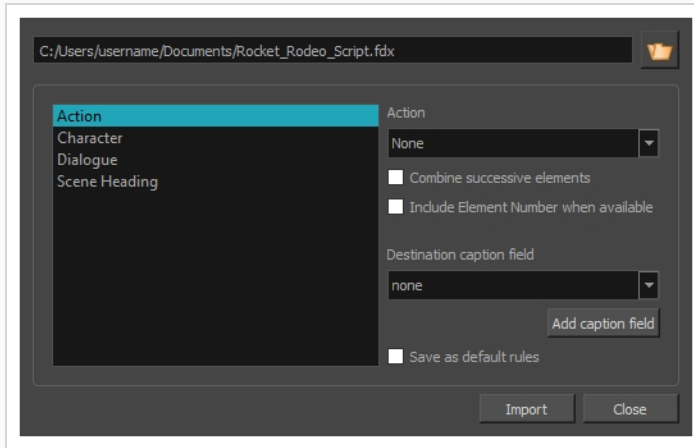 C:/Users/username/Documents/Rocket_Rodeo_Script.fdx
Action
Character
Dialogue
Scene Heading
Action
None
Combine successive elements
Include Element Number when available
Destination caption field
none
Add caption field
Save as default rules
Import
Close